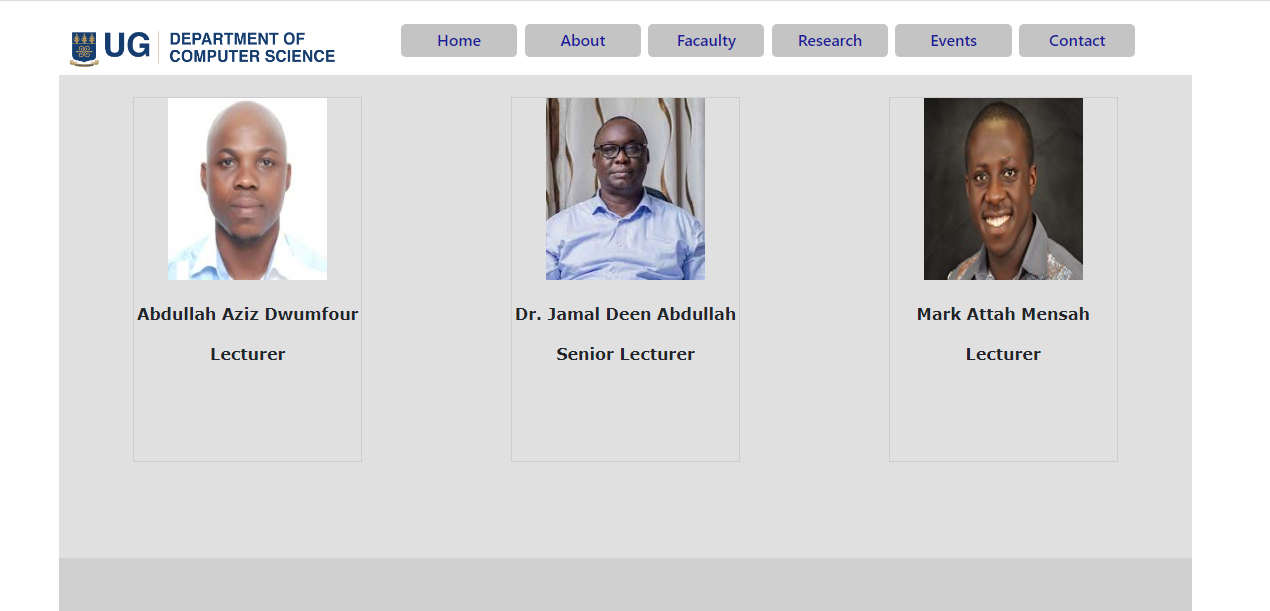 UG
DEPARTMENT OF
COMPUTER SCIENCE
Home
About
Facaulty
Research
Events
Contact
Abdullah Aziz Dwumfour
Lecturer
Dr. Jamal Deen Abdullah
Senior Lecturer
Mark Attah Mensah
Lecturer